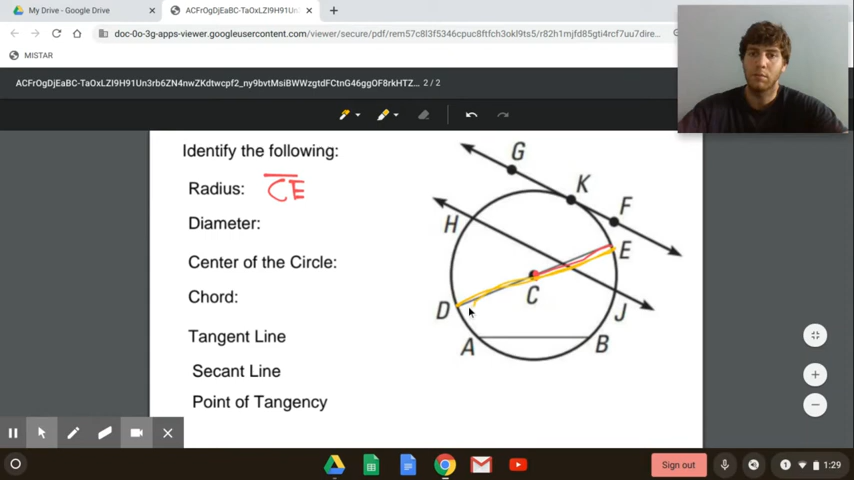 My Drive - Google Drive
ACFrOgDjEaBC-TaOxLZI9H91Un
doc-0o-3g-apps-viewer.googleusercontent.com/viewer/secure/pdf/rem57c8l3f5346cpuc8ftfch3okl9ts5/r82h1mjfd85gti4rcf7uu7dire...
MISTAR
ACFrOgDjEaBC-TaOxLZI9H91Un3rb6ZN4nwZKdtwcpf2_ny9bvtMsiBWWzgtdFCtnG46ggOF8rkHTZ... 2 / 2
Identify the following:
Radius: CE
Diameter:
Center of the Circle:
Chord:
Tangent Line
Secant Line
Point of Tangency
G
K
F
H
E
C
D
J
A
B
Sign out
1
1:29